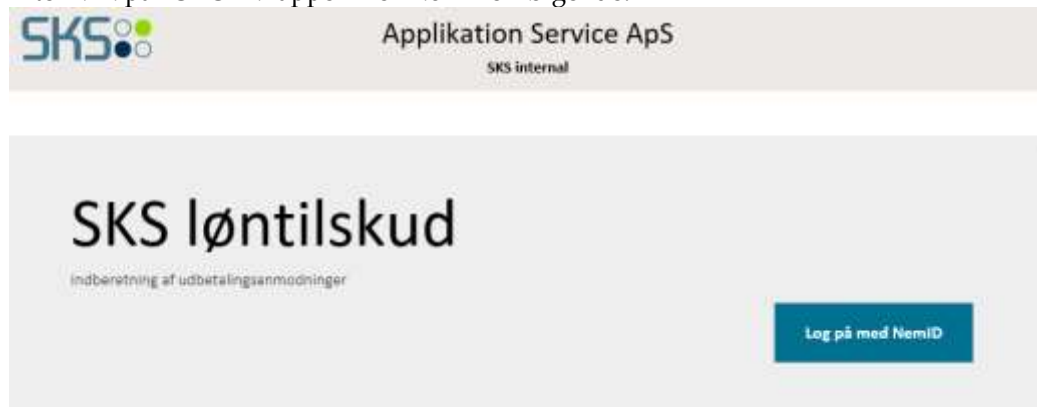 SKS
Applikation Service ApS
SKS internal
SKS løntilskud
Indberetning af udbetalingsanmodninger
Log på med NemID